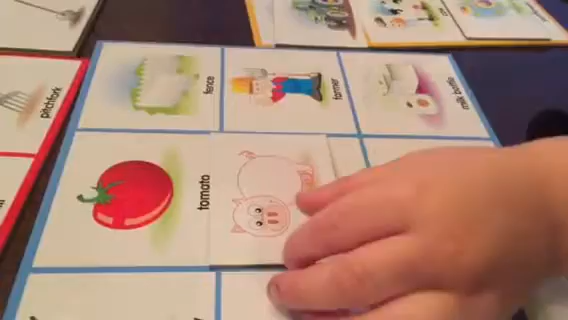 pitchfork
fence
farmer
milk bottle
tomato